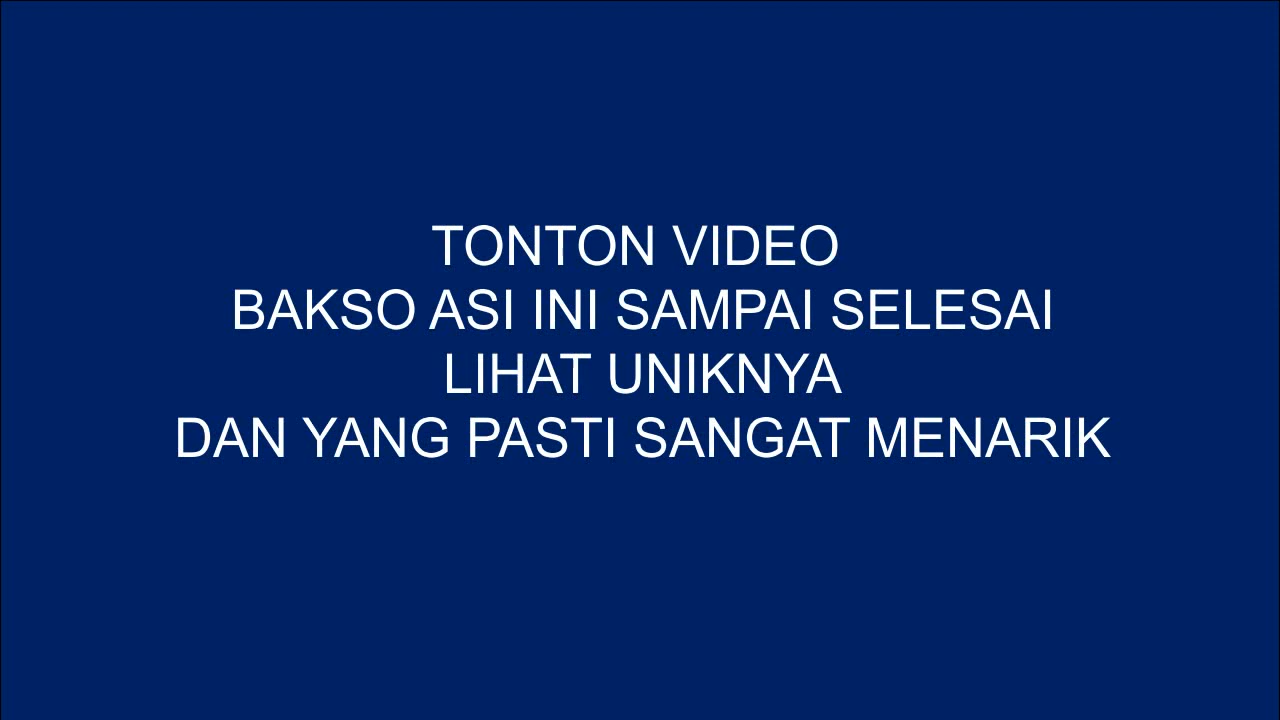 TONTON VIDEO
BAKSO ASI INI SAMPAI SELESAI
LIHAT UNIKNYA
DAN YANG PASTI SANGAT MENARIK